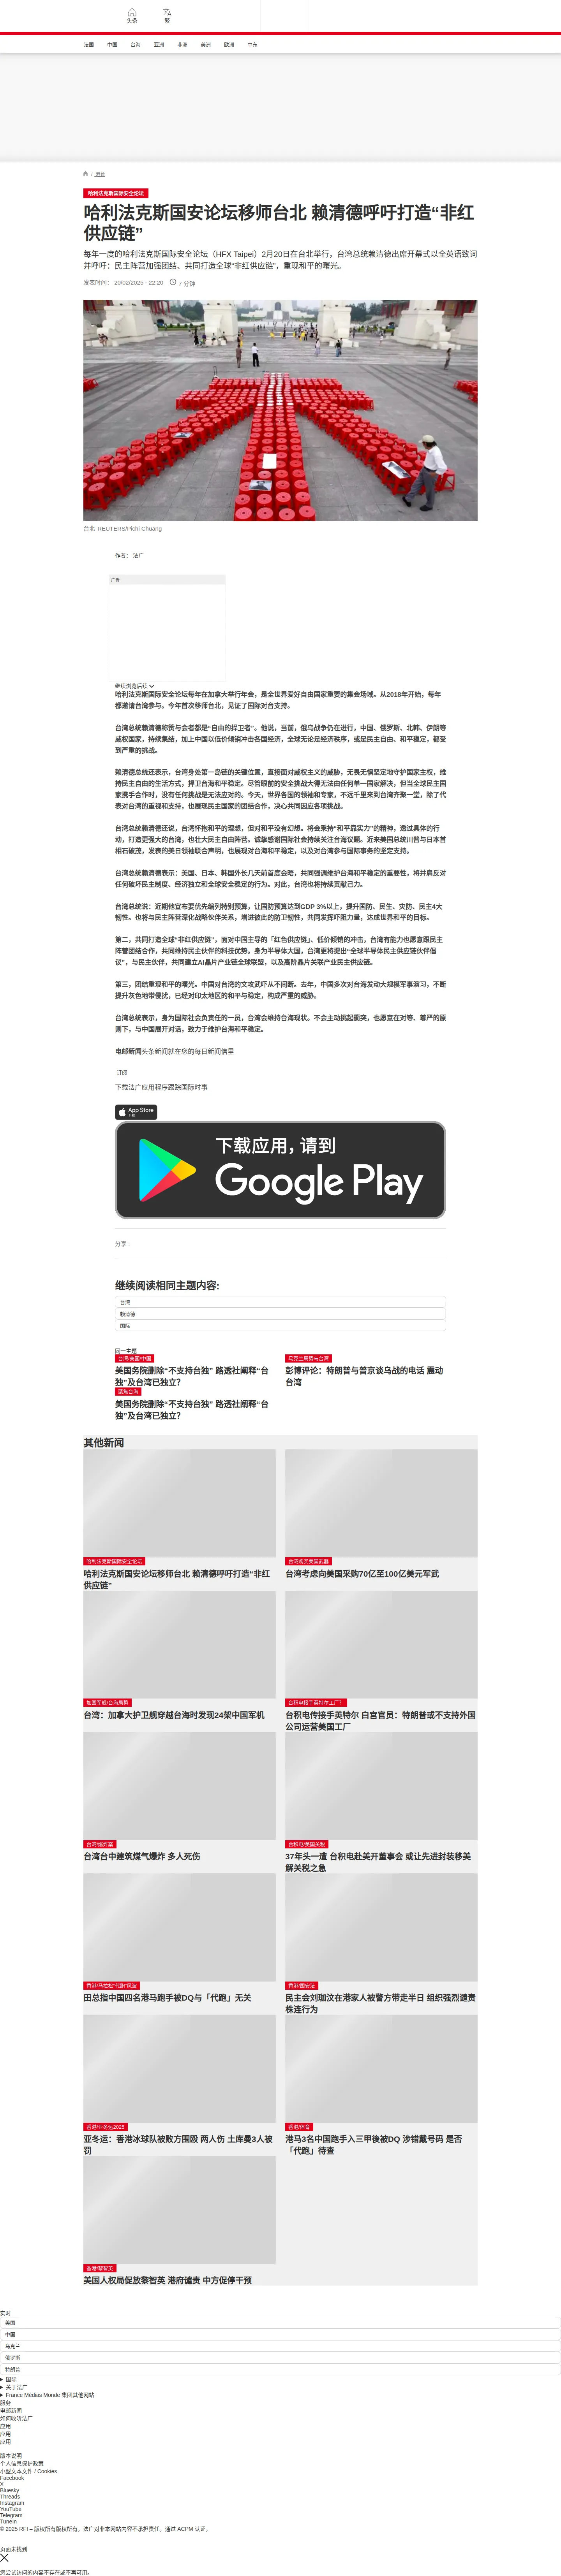 头条
繁
法国 中国 台海 亚洲 非洲 美洲 欧洲 中东
/ 港台
哈利法克斯国际安全论坛
哈利法克斯国安论坛移师台北 赖清德呼吁打造“非红
供应链”
每年一度的哈利法克斯国际安全论坛（HFX Taipei）2月20日在台北举行，台湾总统赖清德出席开幕式以全英语致词
并呼吁：民主阵营加强团结、共同打造全球“非红供应链”，重现和平的曙光。
发表时间： 20/02/2025 - 22:20 7 分钟
台北 REUTERS/Pichi Chuang
作者： 法广
广告
继续浏览后续
哈利法克斯国际安全论坛每年在加拿大举行年会，是全世界爱好自由国家重要的集会场域。从2018年开始，每年
都邀请台湾参与。今年首次移师台北，见证了国际对台支持。
台湾总统赖清德称赞与会者都是“自由的捍卫者”。他说，当前，俄乌战争仍在进行，中国、俄罗斯、北韩、伊朗等
威权国家，持续集结，加上中国以低价倾销冲击各国经济，全球无论是经济秩序，或是民主自由、和平稳定，都受
到严重的挑战。
赖清德总统还表示，台湾身处第一岛链的关键位置，直接面对威权主义的威胁，无畏无惧坚定地守护国家主权，维
持民主自由的生活方式，捍卫台海和平稳定。尽管眼前的安全挑战大得无法由任何单一国家解决，但当全球民主国
家携手合作时，没有任何挑战是无法应对的。今天，世界各国的领袖和专家，不远千里来到台湾齐聚一堂，除了代
表对台湾的重视和支持，也展现民主国家的团结合作，决心共同因应各项挑战。
台湾总统赖清德还说，台湾怀抱和平的理想，但对和平没有幻想。将会秉持“和平靠实力”的精神，透过具体的行
动，打造更强大的台湾，也壮大民主自由阵营。诚挚感谢国际社会持续关注台海议题。近来美国总统川普与日本首
相石破茂，发表的美日领袖联合声明，也展现对台海和平稳定，以及对台湾参与国际事务的坚定支持。
台湾总统赖清德表示：美国、日本、韩国外长几天前首度会晤，共同强调维护台海和平稳定的重要性，将并肩反对
任何破坏民主制度、经济独立和全球安全稳定的行为。对此，台湾也将持续贡献己力。
台湾总统说：近期他宣布要优先编列特别预算，让国防预算达到GDP 3%以上，提升国防、民生、灾防、民主4大
韧性。也将与民主阵营深化战略伙伴关系，增进彼此的防卫韧性，共同发挥吓阻力量，达成世界和平的目标。
第二，共同打造全球“非红供应链”，面对中国主导的「红色供应链」、低价倾销的冲击，台湾有能力也愿意跟民主
阵营团结合作，共同维持民主伙伴的科技优势。身为半导体大国，台湾更将提出“全球半导体民主供应链伙伴倡
议”，与民主伙伴，共同建立AI晶片产业链全球联盟，以及高阶晶片关联产业民主供应链。
第三，团结重现和平的曙光。中国对台湾的文攻武吓从不间断。去年，中国多次对台海发动大规模军事演习，不断
提升灰色地带侵扰，已经对印太地区的和平与稳定，构成严重的威胁。
台湾总统表示，身为国际社会负责任的一员，台湾会维持台海现状。不会主动挑起衝突，也愿意在对等、尊严的原
则下，与中国展开对话，致力于维护台海和平稳定。
电邮新闻头条新闻就在您的每日新闻信里
订阅
下载法广应用程序跟踪国际时事
App Store
下载
下载应用，请到
Google Play
分享 :
继续阅读相同主题内容:
台湾
赖清德
国际
同一主题
台湾/美国/中国
美国务院删除“不支持台独” 路透社阐释“台
独”及台湾已独立？
乌克兰局势与台湾
彭博评论：特朗普与普京谈乌战的电话 震动
台湾
聚焦台海
美国务院删除“不支持台独” 路透社阐释“台
独”及台湾已独立？
其他新闻
哈利法克斯国际安全论坛
哈利法克斯国安论坛移师台北 赖清德呼吁打造“非红
供应链”
台湾购买美国武器
台湾考虑向美国采购70亿至100亿美元军武
加国军舰/台海局势
台湾：加拿大护卫舰穿越台海时发现24架中国军机
台积电接手英特尔工厂？
台积电传接手英特尔 白宫官员：特朗普或不支持外国
公司运营美国工厂
台湾/爆炸案
台湾台中建筑煤气爆炸 多人死伤
台积电/美国关税
37年头一遭 台积电赴美开董事会 或让先进封装移美
解关税之急
香港/马拉松“代跑”风波
田总指中国四名港马跑手被DQ与「代跑」无关
香港/国安法
民主会刘珈汶在港家人被警方带走半日 组织强烈谴责
株连行为
香港/亚冬运2025
亚冬运：香港冰球队被败方围殴 两人伤 土库曼3人被
罚
香港/体育
港马3名中国跑手入三甲後被DQ 涉错戴号码 是否
「代跑」待查
香港/黎智英
美国人权局促放黎智英 港府谴责 中方促停干预
实时
美国
中国
乌克兰
俄罗斯
特朗普
国际
关于法广
France Médias Monde 集团其他网站
服务
电邮新闻
如何收听法广
应用
应用
应用
版本说明
个人信息保护政策
小型文本文件 / Cookies
Facebook
X
Bluesky
Threads
Instagram
YouTube
Telegram
TuneIn
© 2025 RFI – 版权所有版权所有。法广对非本网站内容不承担责任。通过 ACPM 认证。
页面未找到
您尝试访问的内容不存在或不再可用。